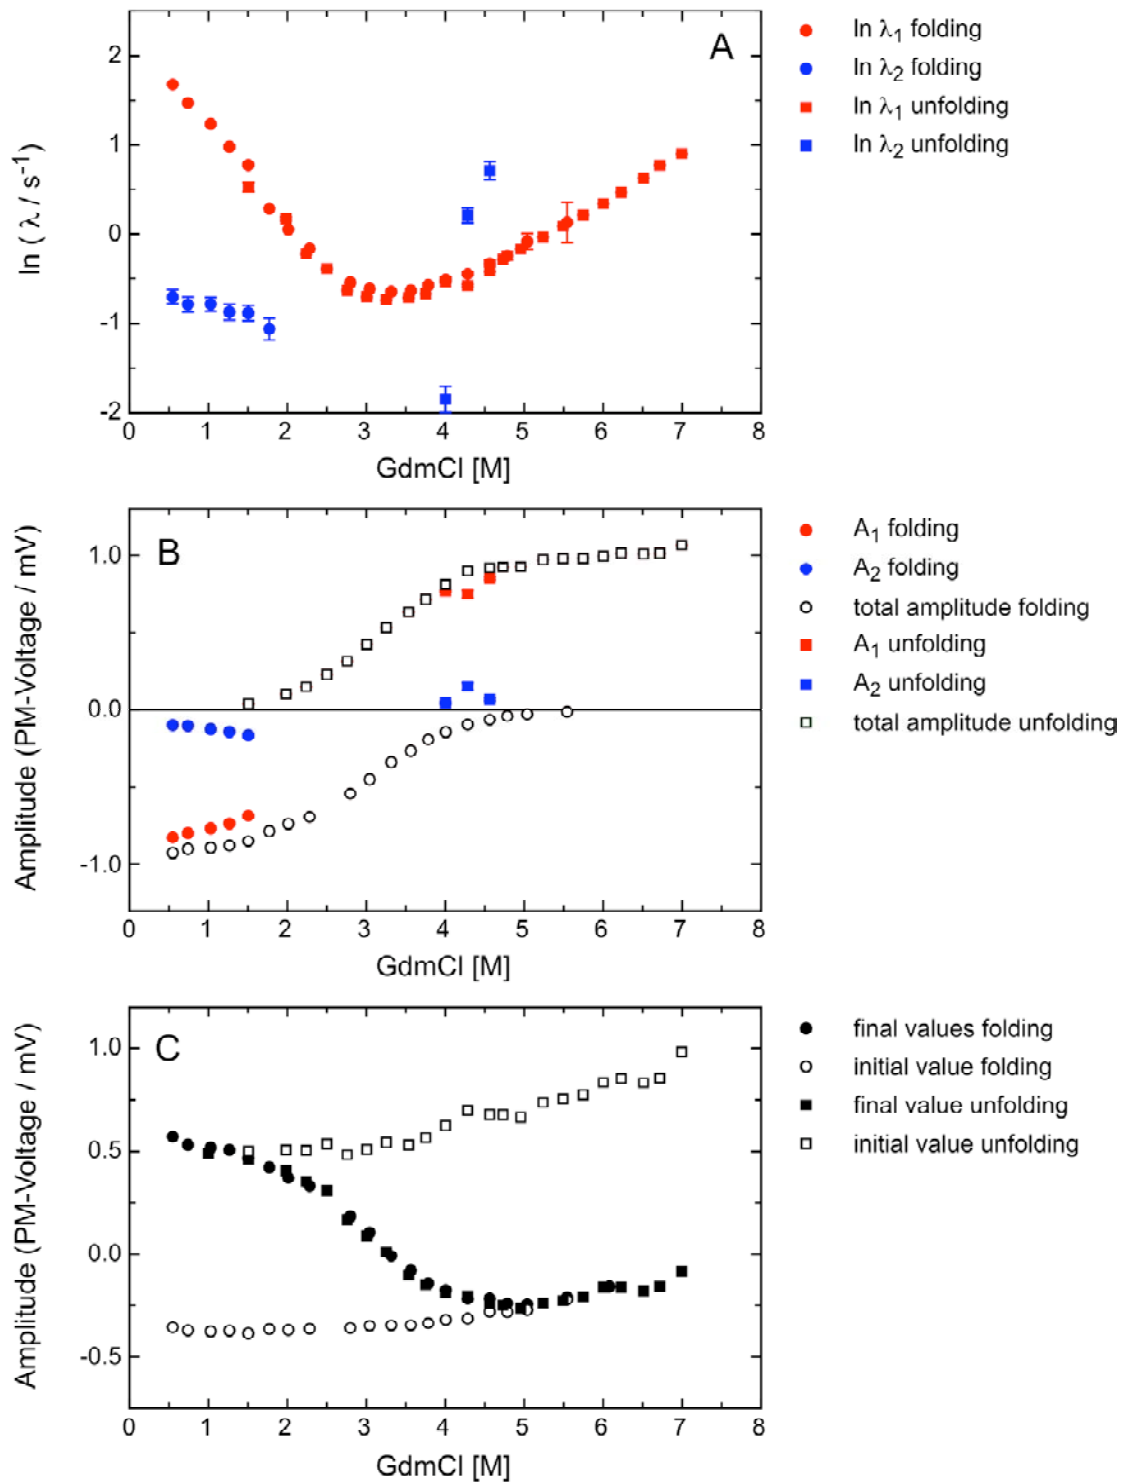 A
ln ( λ / s-1)
2
1
0
-1
-2
0 1 2 3 4 5 6 7 8
GdmCl [M]
ln λ1 folding
ln λ2 folding
ln λ1 unfolding
ln λ2 unfolding
B
Amplitude (PM-Voltage / mV)
1.0
0.0
-1.0
0 1 2 3 4 5 6 7 8
GdmCl [M]
A1 folding
A2 folding
total amplitude folding
A1 unfolding
A2 unfolding
total amplitude unfolding
C
Amplitude (PM-Voltage / mV)
1.0
0.5
0.0
-0.5
0 1 2 3 4 5 6 7 8
GdmCl [M]
final values folding
initial value folding
final value unfolding
initial value unfolding